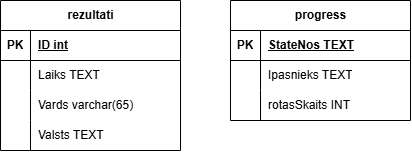 rezultati
PK ID int
Laiks TEXT
Vards varchar(65)
Valsts TEXT
progress
PK StateNos TEXT
Ipasnieks TEXT
rotasSkaits INT